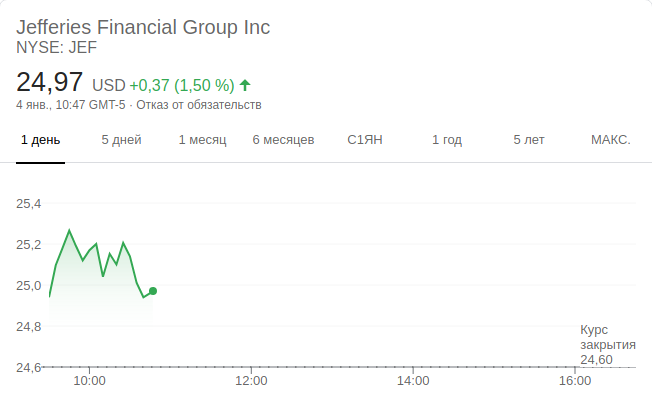 Jefferies Financial Group Inc
NYSE: JEF
24,97 USD +0,37 (1,50 %)
4 янв., 10:47 GMT-5 · Отказ от обязательств
1 день 5 дней 1 месяц 6 месяцев С1ЯН 1 год 5 лет МАКС.
25,4
25,2
25,0
24,8
Курс
закрытия
24,60
24,6
10:00 12:00 14:00 16:00